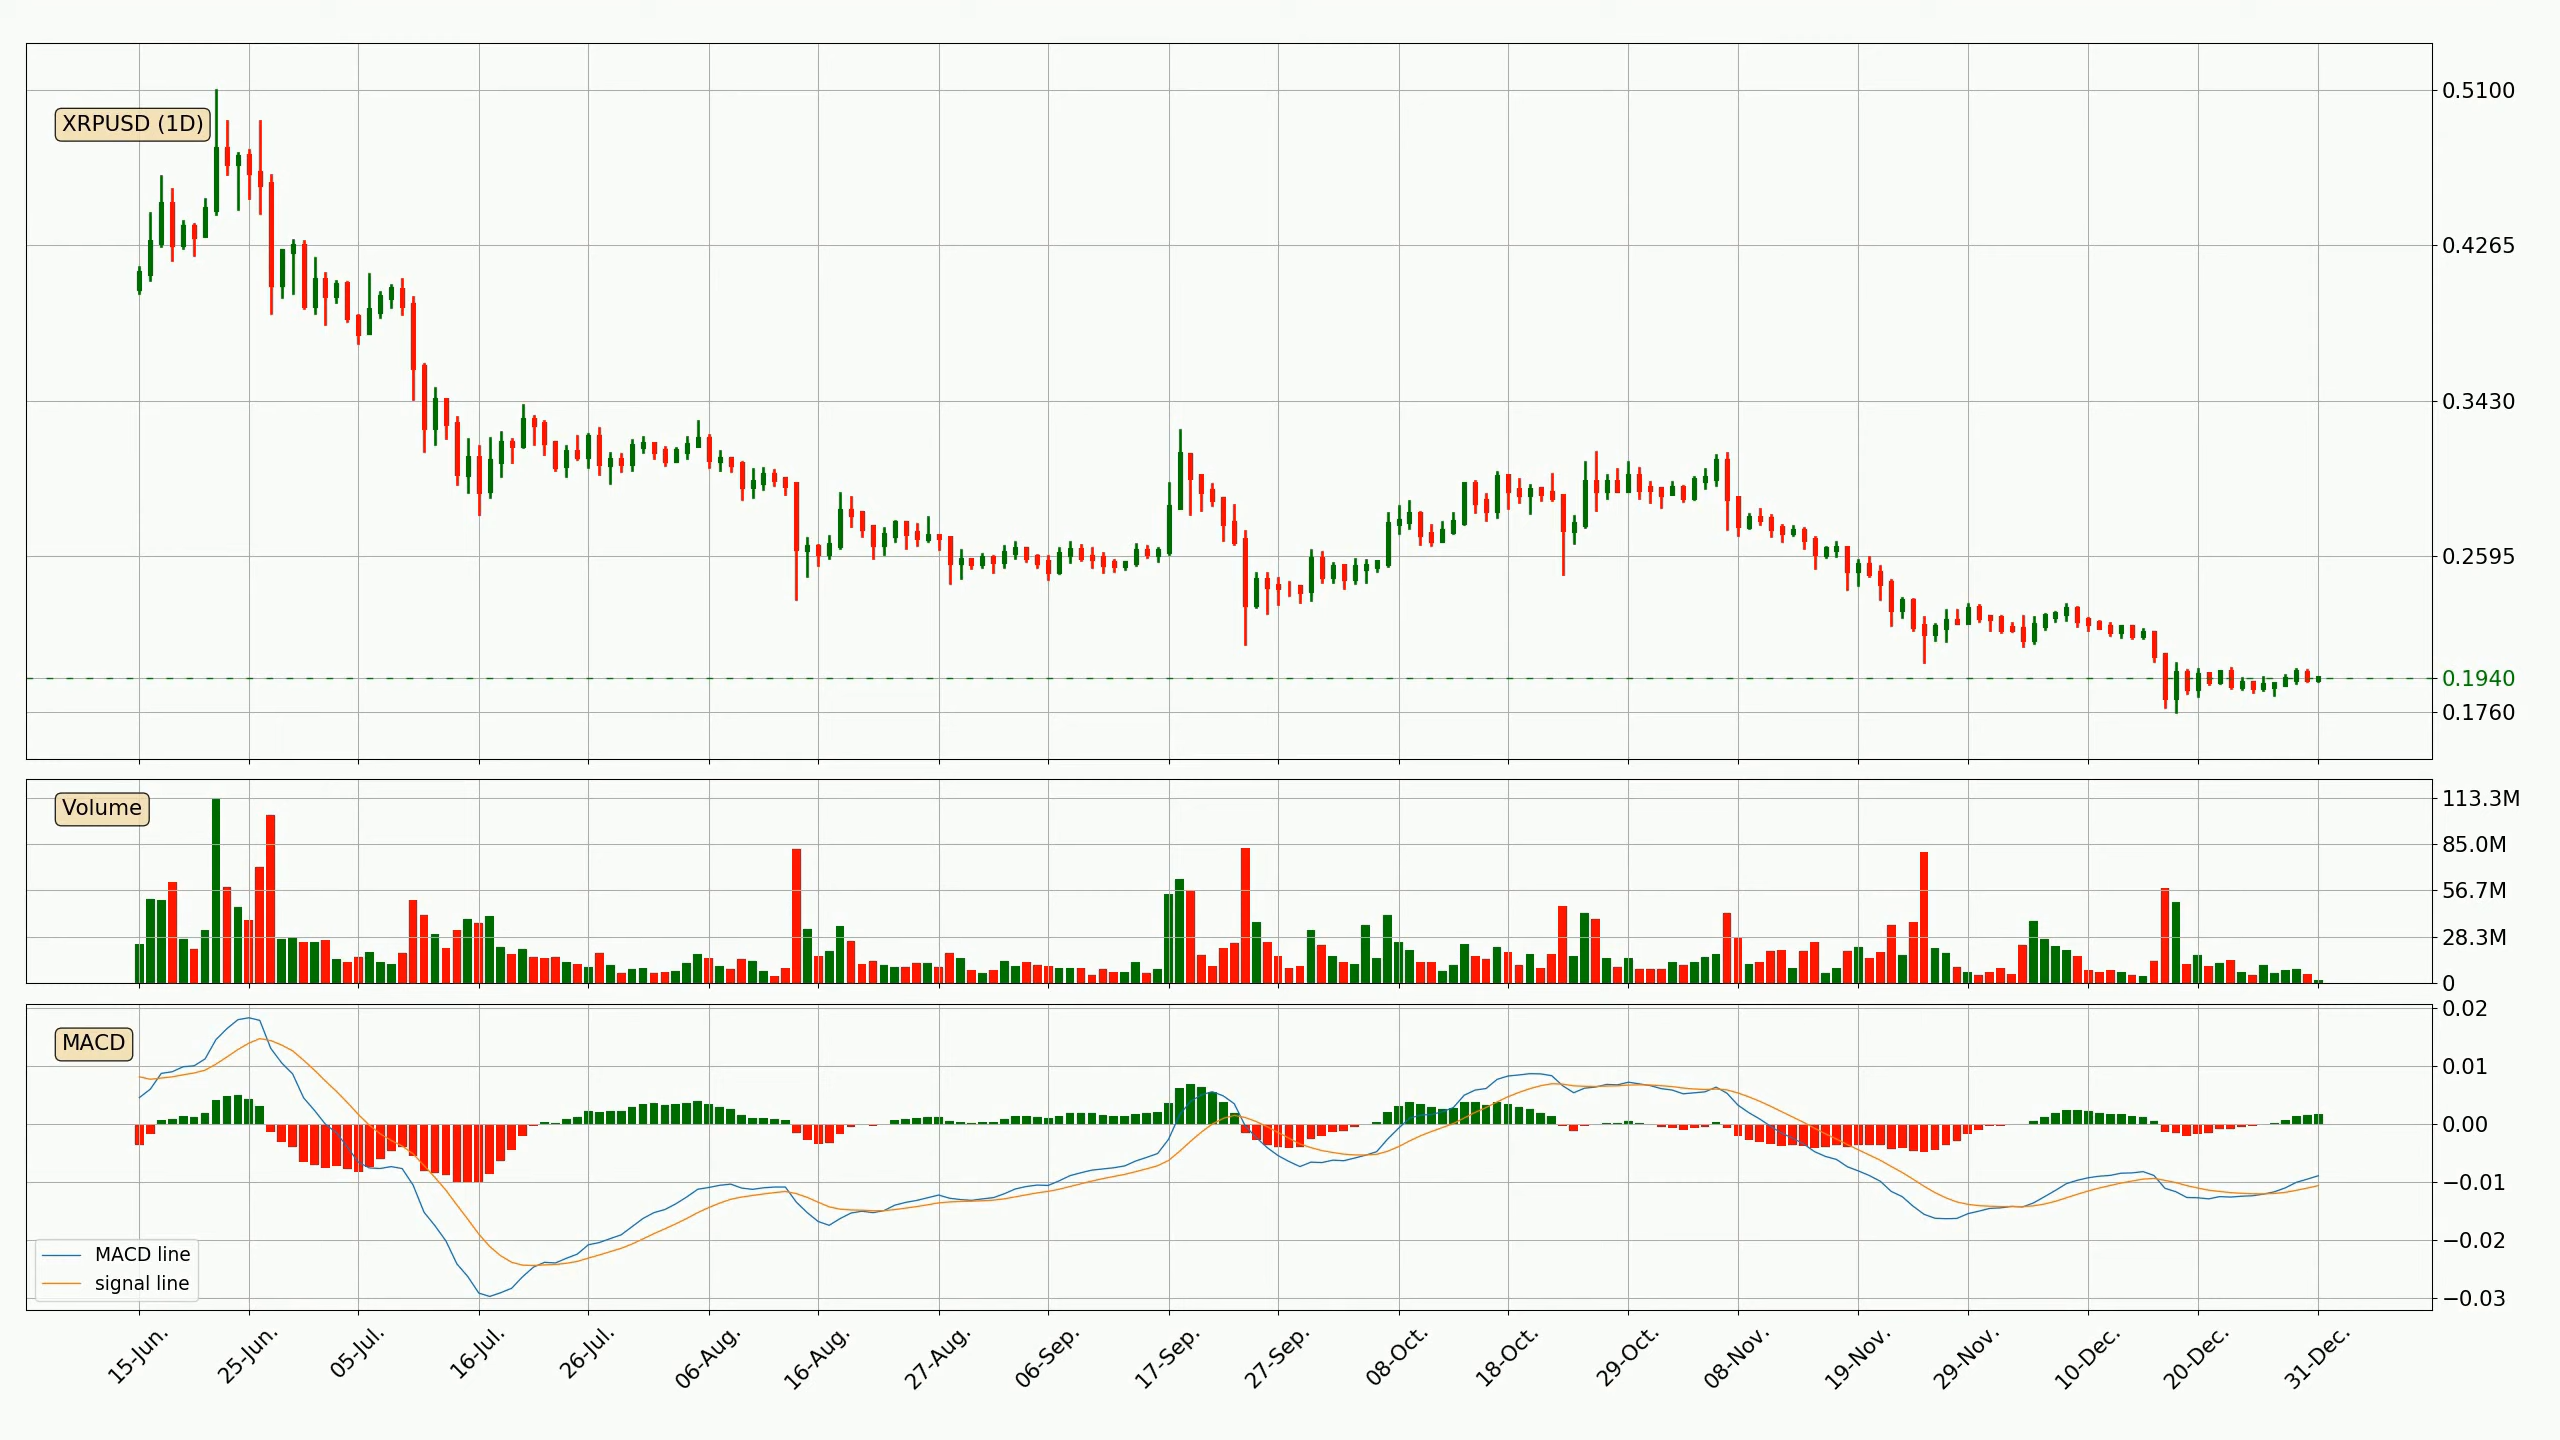 XRPUSD (1D)
0.5100
0.4265
0.3430
0.2595
0.1940
0.1760
Volume
113.3M
85.0M
56.7M
28.3M
0
MACD
0.02
0.01
0.00
−0.01
−0.02
−0.03
MACD line
signal line
15-Jun.
25-Jun.
05-Jul.
16-Jul.
26-Jul.
06-Aug.
16-Aug.
27-Aug.
06-Sep.
17-Sep.
27-Sep.
08-Oct.
18-Oct.
29-Oct.
08-Nov.
19-Nov.
29-Nov.
10-Dec.
20-Dec.
31-Dec.